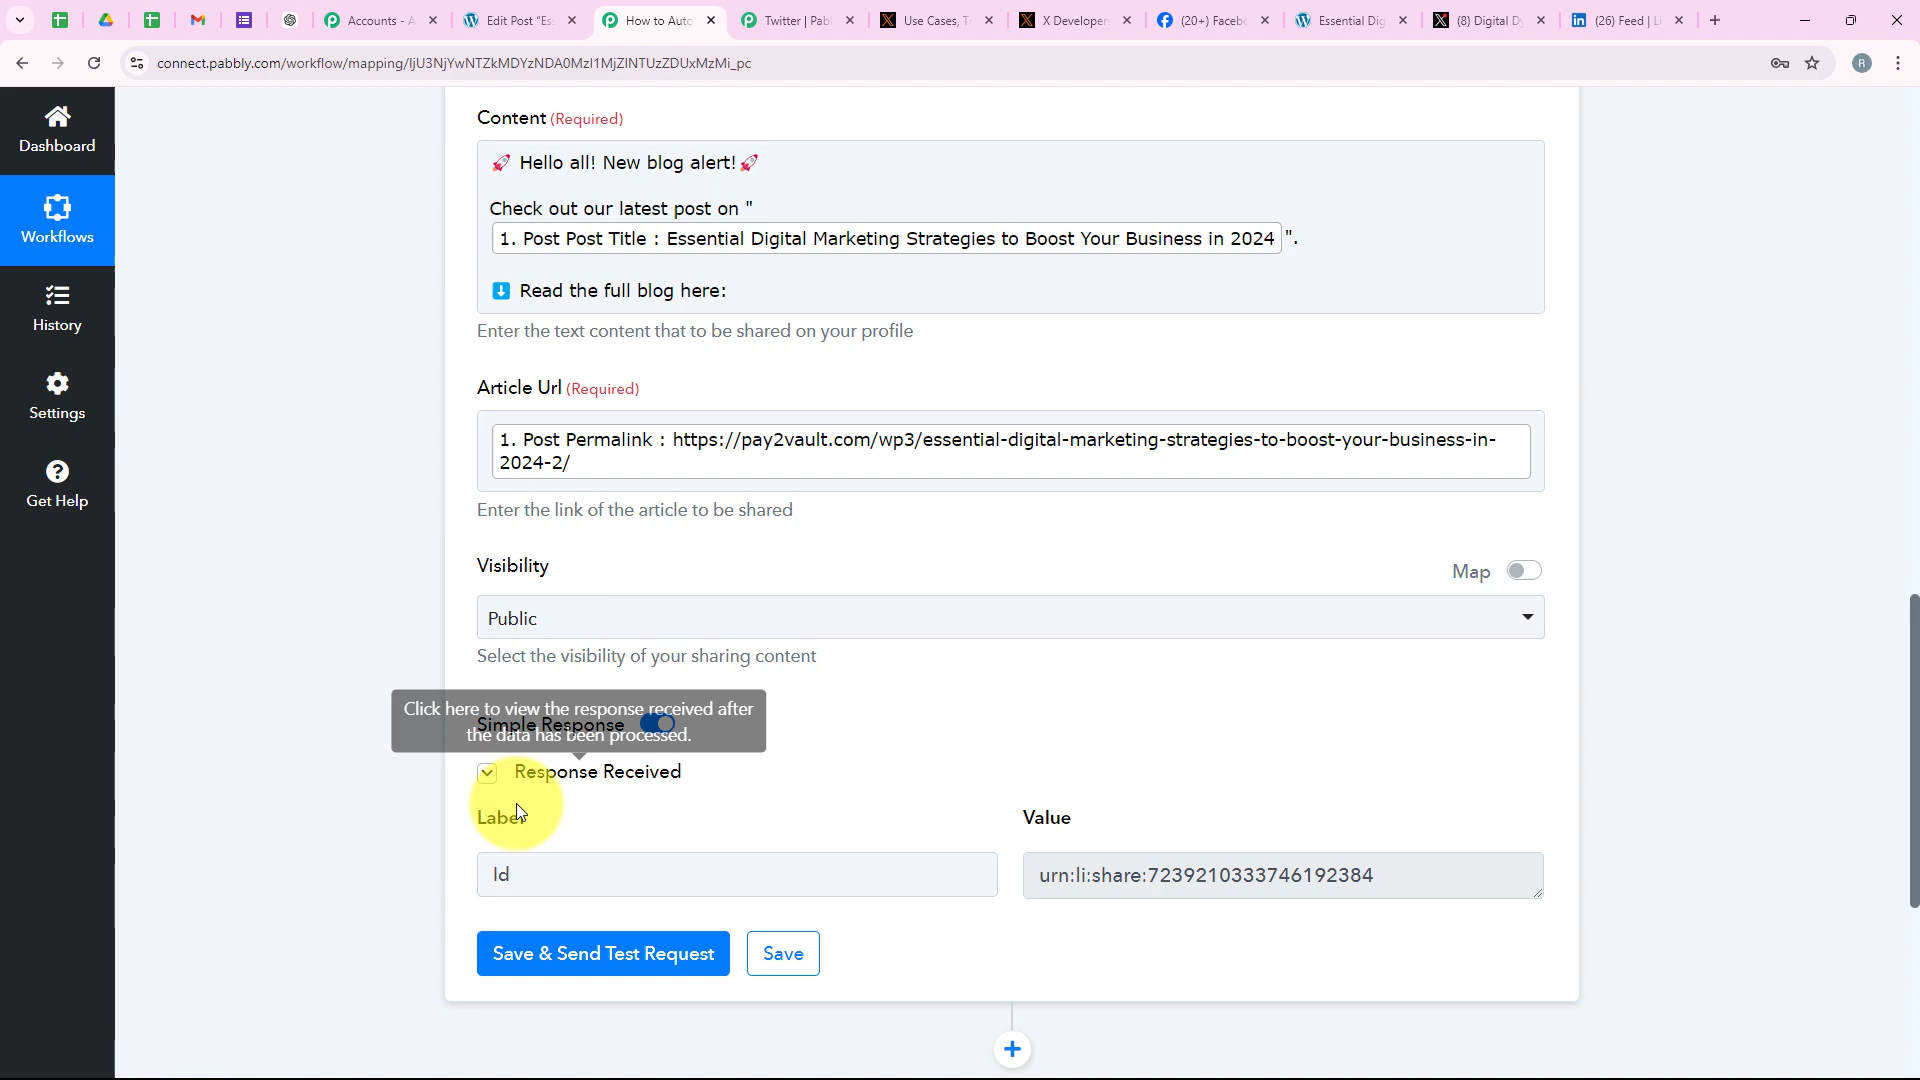 Accounts - A
Edit Post "Es
How to Auto
Twitter | Pabl
Use Cases, T
X Developer
(20+) Faceb
Essential Dig
(8) Digital D
(26) Feed | Li
connect.pabbly.com/workflow/mapping/IjU3NjYwNTZkMDYzNDA0MzI1MjZlNTUzZDUxMzMi_pc
R
Dashboard
Workflows
History
Settings
Get Help
Content (Required)
🚀 Hello all! New blog alert!🚀
Check out our latest post on "
1. Post Post Title : Essential Digital Marketing Strategies to Boost Your Business in 2024 ".
⬇️ Read the full blog here:
Enter the text content that to be shared on your profile
Article Url (Required)
1. Post Permalink : https://pay2vault.com/wp3/essential-digital-marketing-strategies-to-boost-your-business-in-
2024-2/
Enter the link of the article to be shared
Visibility
Map
Public
Select the visibility of your sharing content
Click here to view the response received after
the data has been processed.
Simple Response
Response Received
Label
Value
Id
urn:li:share:7239210333746192384
Save & Send Test Request
Save